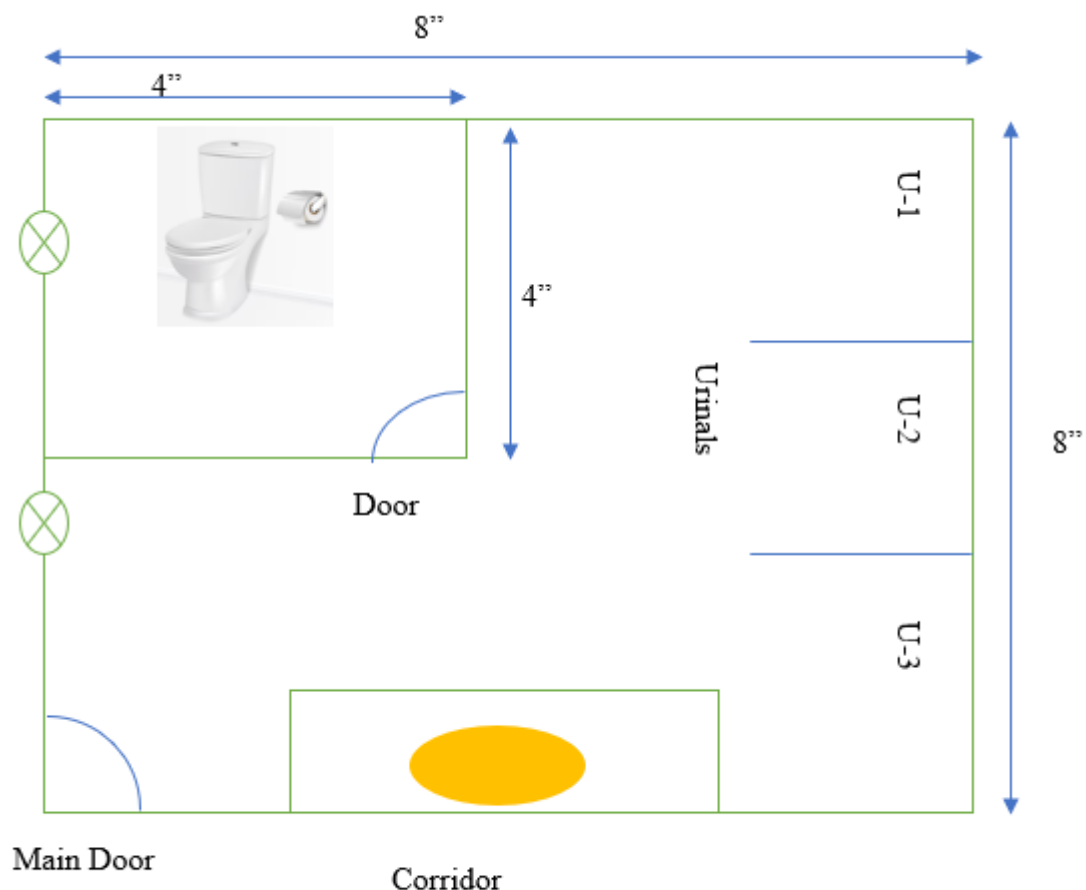 8”
4”
U-1
4”
Urinals
U-2
8”
Door
U-3
Main Door
Corridor